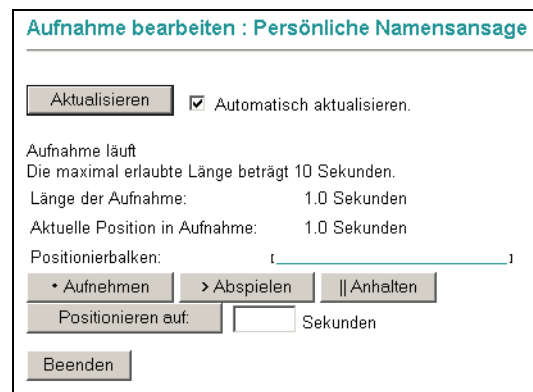 Aufnahme bearbeiten : Persönliche Namensansage
Aktualisieren Automatisch aktualisieren.
Aufnahme läuft
Die maximal erlaubte Länge beträgt 10 Sekunden.
Länge der Aufnahme: 1.0 Sekunden
Aktuelle Position in Aufnahme: 1.0 Sekunden
Positionierbalken: [ ]
• Aufnehmen > Abspielen || Anhalten
Positionieren auf: Sekunden
Beenden